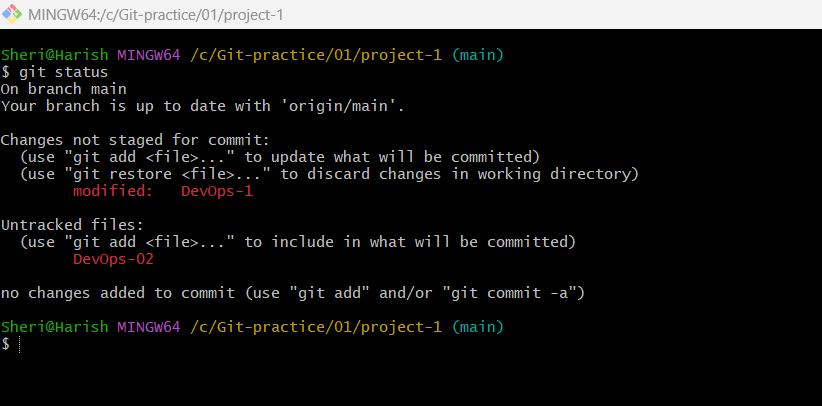 MINGW64:/c/Git-practice/01/project-1
Sheri@Harish MINGW64 /c/Git-practice/01/project-1 (main)
$ git status
On branch main
Your branch is up to date with 'origin/main'.
Changes not staged for commit:
  (use "git add <file>..." to update what will be committed)
  (use "git restore <file>..." to discard changes in working directory)
        modified:   DevOps-1
Untracked files:
  (use "git add <file>..." to include in what will be committed)
        DevOps-02
no changes added to commit (use "git add" and/or "git commit -a")
Sheri@Harish MINGW64 /c/Git-practice/01/project-1 (main)
$